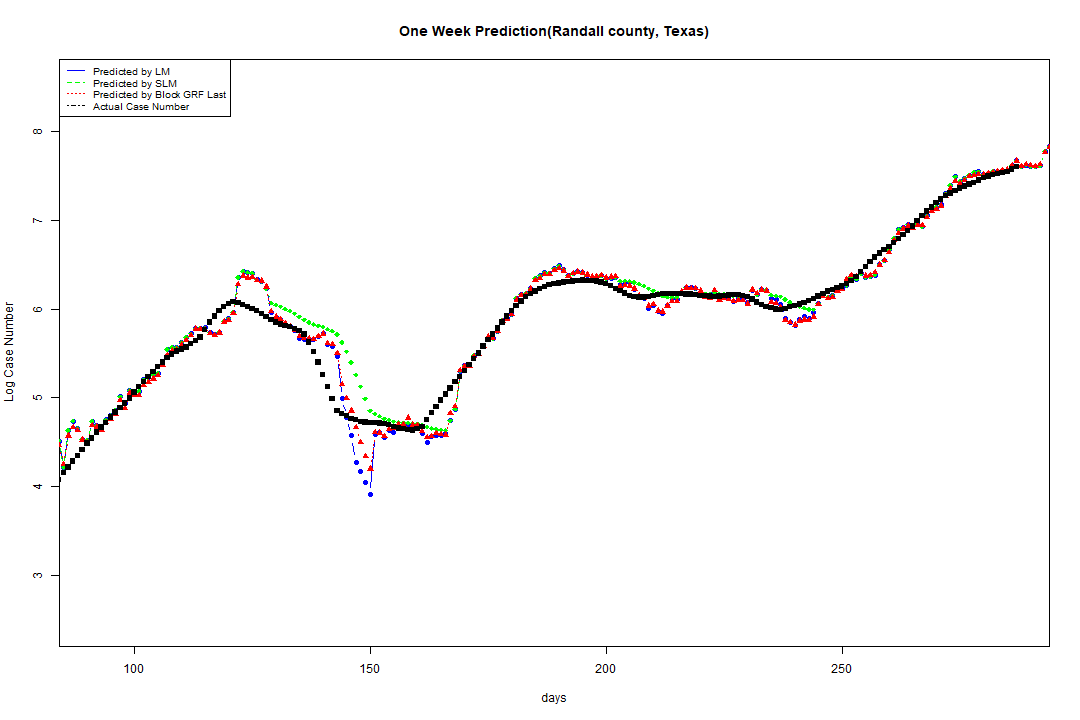 One Week Prediction(Randall county, Texas)
Predicted by LM
Predicted by SLM
Predicted by Block GRF Last
Actual Case Number
Log Case Number
8
7
6
5
4
3
100 150 200 250
days